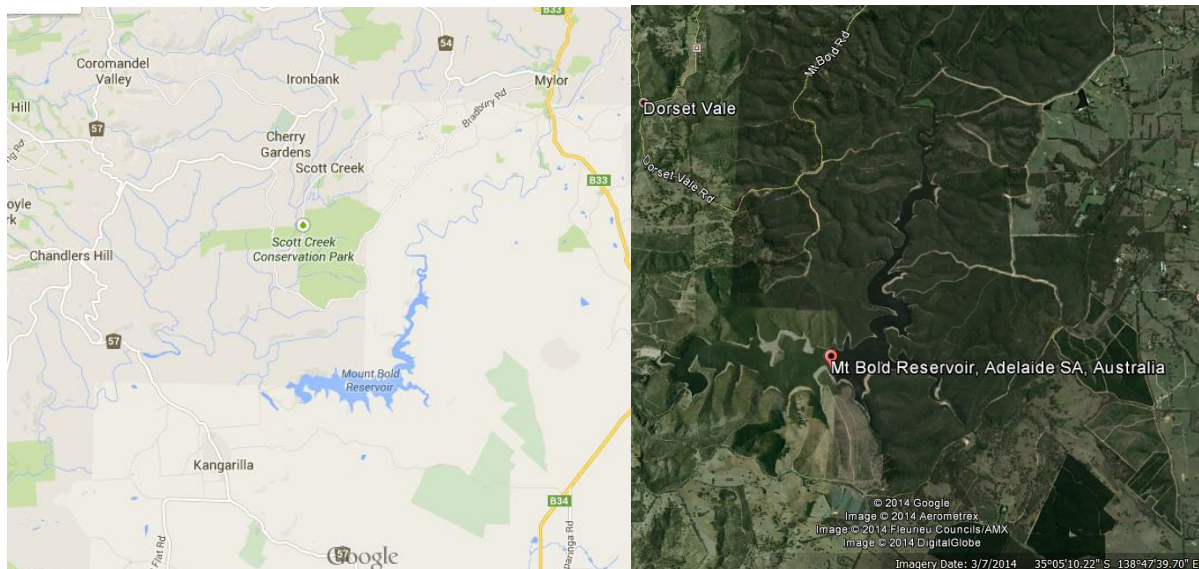 B33
54
Coromandel
Valley
Ironbank
Mylor
Hill
57
Bradbury Rd
Cherry
Gardens
Scott Creek
B33
oyle
rk
Scott Creek
Conservation Park
Chandlers Hill
57
Mount Bold
Reservoir
Kangarilla
B34
Flat Rd
57
Google
Mt Bold Rd
Dorset Vale
Dorset Vale Rd
Mt Bold Reservoir, Adelaide SA, Australia
© 2014 Google
Image © 2014 Aerometrex
Image © 2014 Fleurieu Councils/AMX
Image © 2014 DigitalGlobe
Imagery Date: 3/7/2014 35°05'10.22" S 138°47'39.70" E